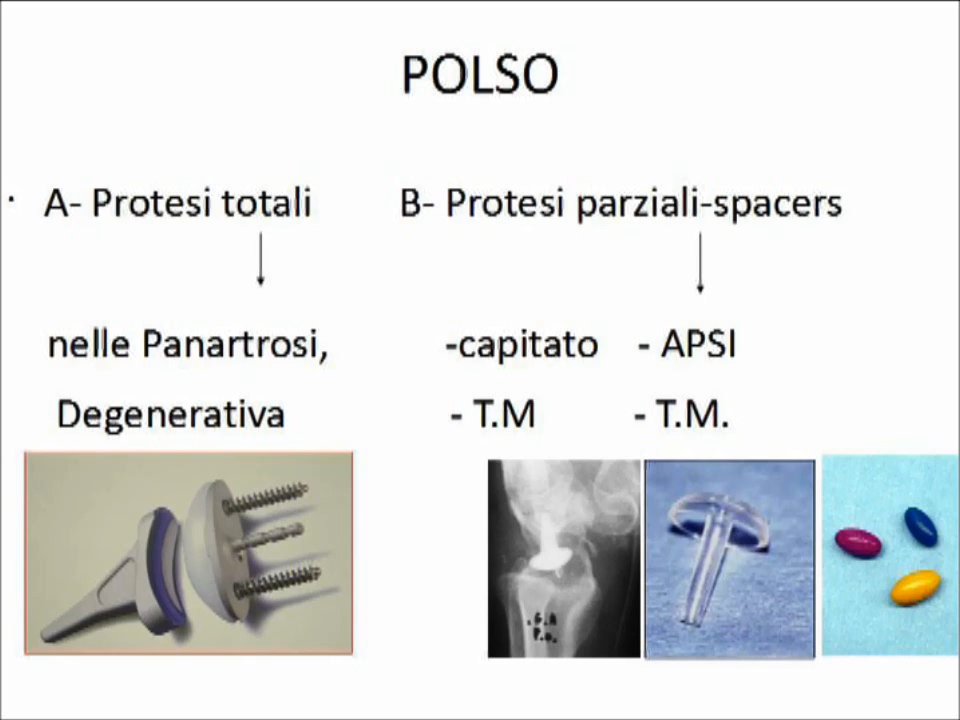 POLSO
· A- Protesi totali B- Protesi parziali-spacers
nelle Panartrosi, -capitato - APSI
Degenerativa - T.M - T.M.